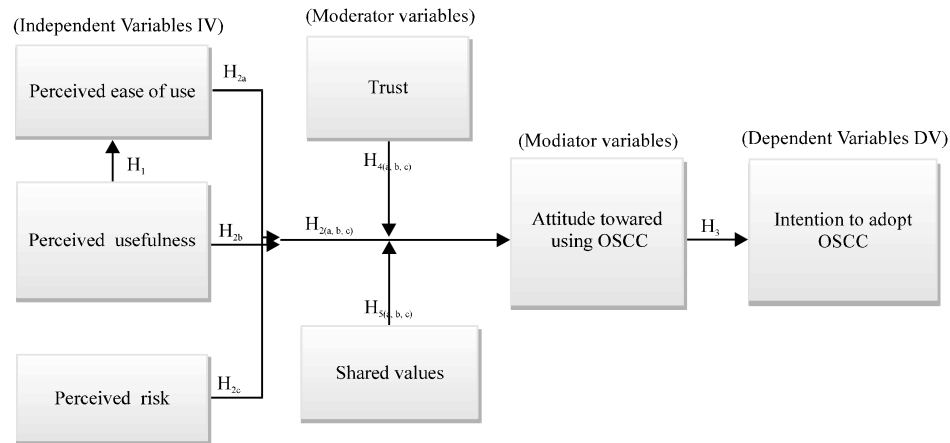 (Moderator variables)
(Independent Variables IV)
Perceived ease of use
H2a
Trust
H1
H4(a, b, c)
(Modiator variables)
(Dependent Variables DV)
Perceived usefulness
H2b
H2(a, b, c)
Attitude towared
using OSCC
H3
Intention to adopt
OSCC
H5(a, b, c)
Perceived risk
H2c
Shared values